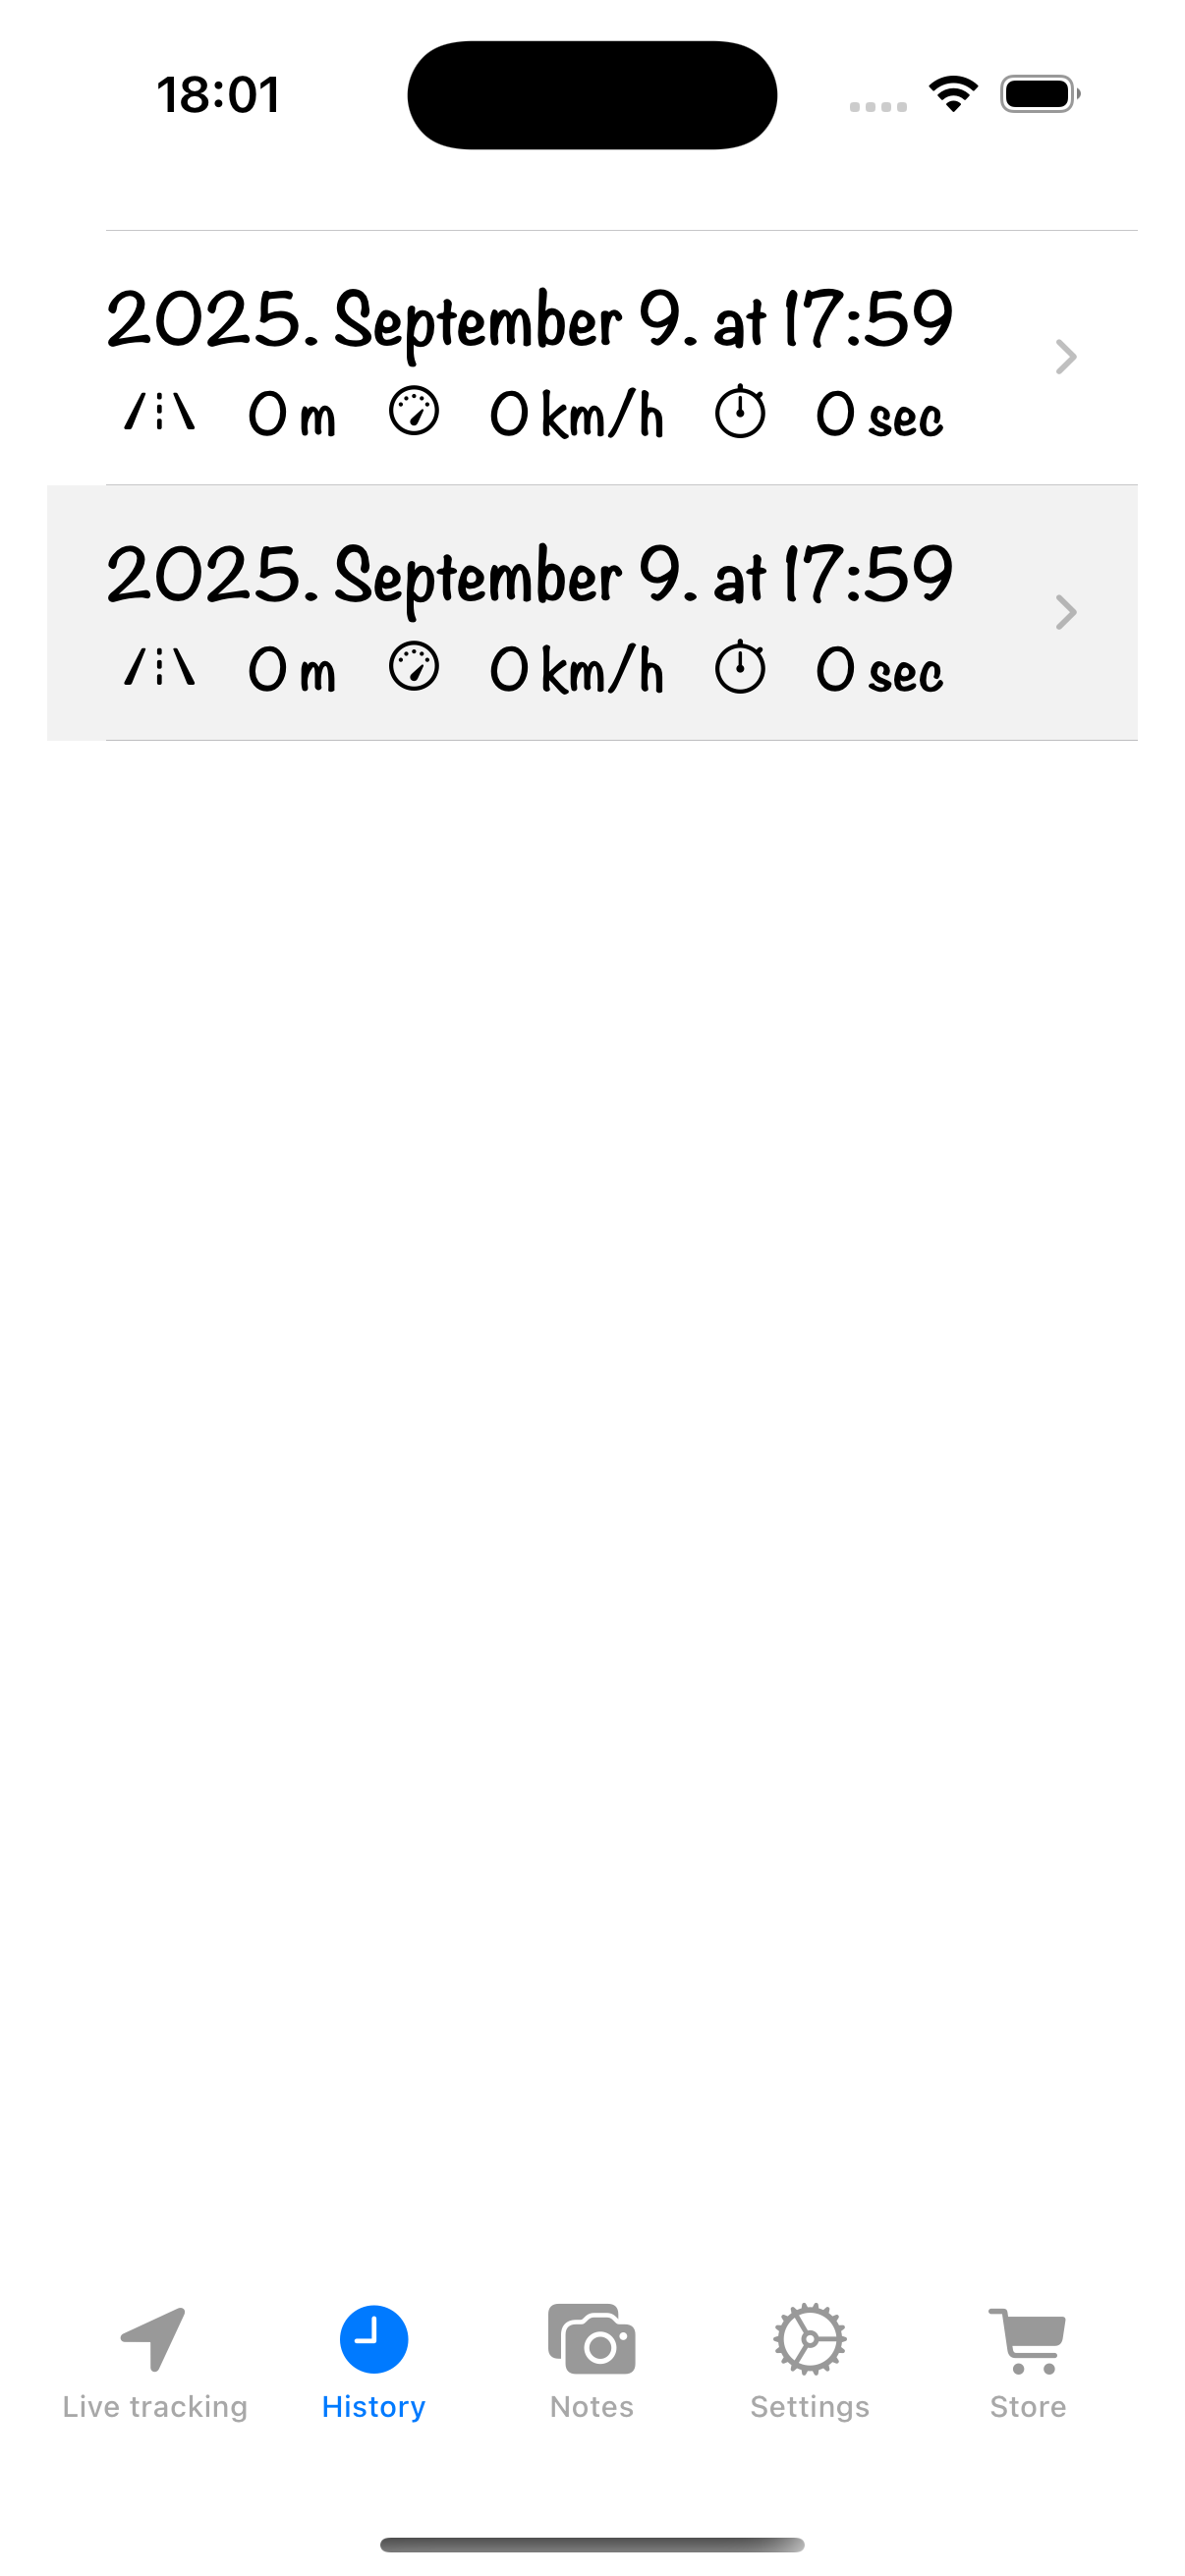 18:01
2025. September 9. at 17:59
0 m 0 km/h 0 sec
2025. September 9. at 17:59
0 m 0 km/h 0 sec
Live tracking History Notes Settings Store